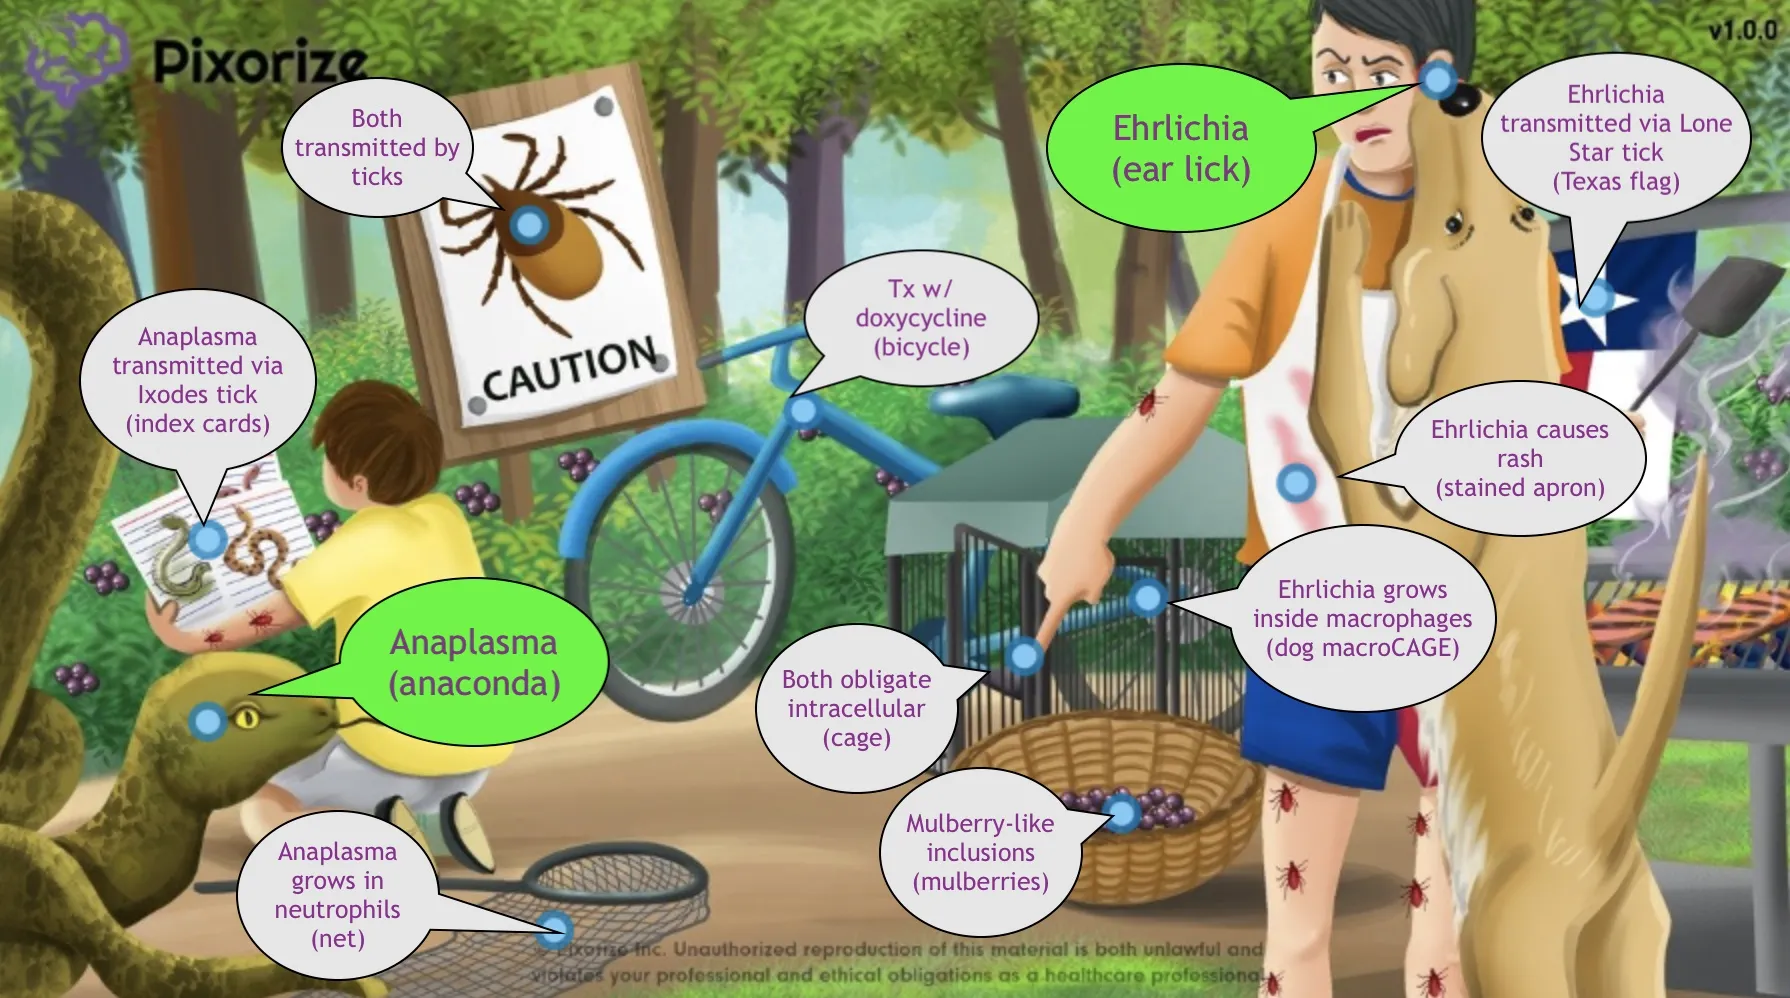 Pixorize
v1.0.0
Both
transmitted by
ticks
Ehrlichia
(ear lick)
Ehrlichia
transmitted via Lone
Star tick
(Texas flag)
CAUTION
Tx w/
doxycycline
(bicycle)
Anaplasma
transmitted via
Ixodes tick
(index cards)
Ehrlichia causes
rash
(stained apron)
Ehrlichia grows
inside macrophages
(dog macroCAGE)
Anaplasma
(anaconda)
Both obligate
intracellular
(cage)
Mulberry-like
inclusions
(mulberries)
Anaplasma
grows in
neutrophils
(net)
Pixorize Inc. Unauthorized reproduction of this material is both unlawful and
violates your professional and ethical obligations as a healthcare professional